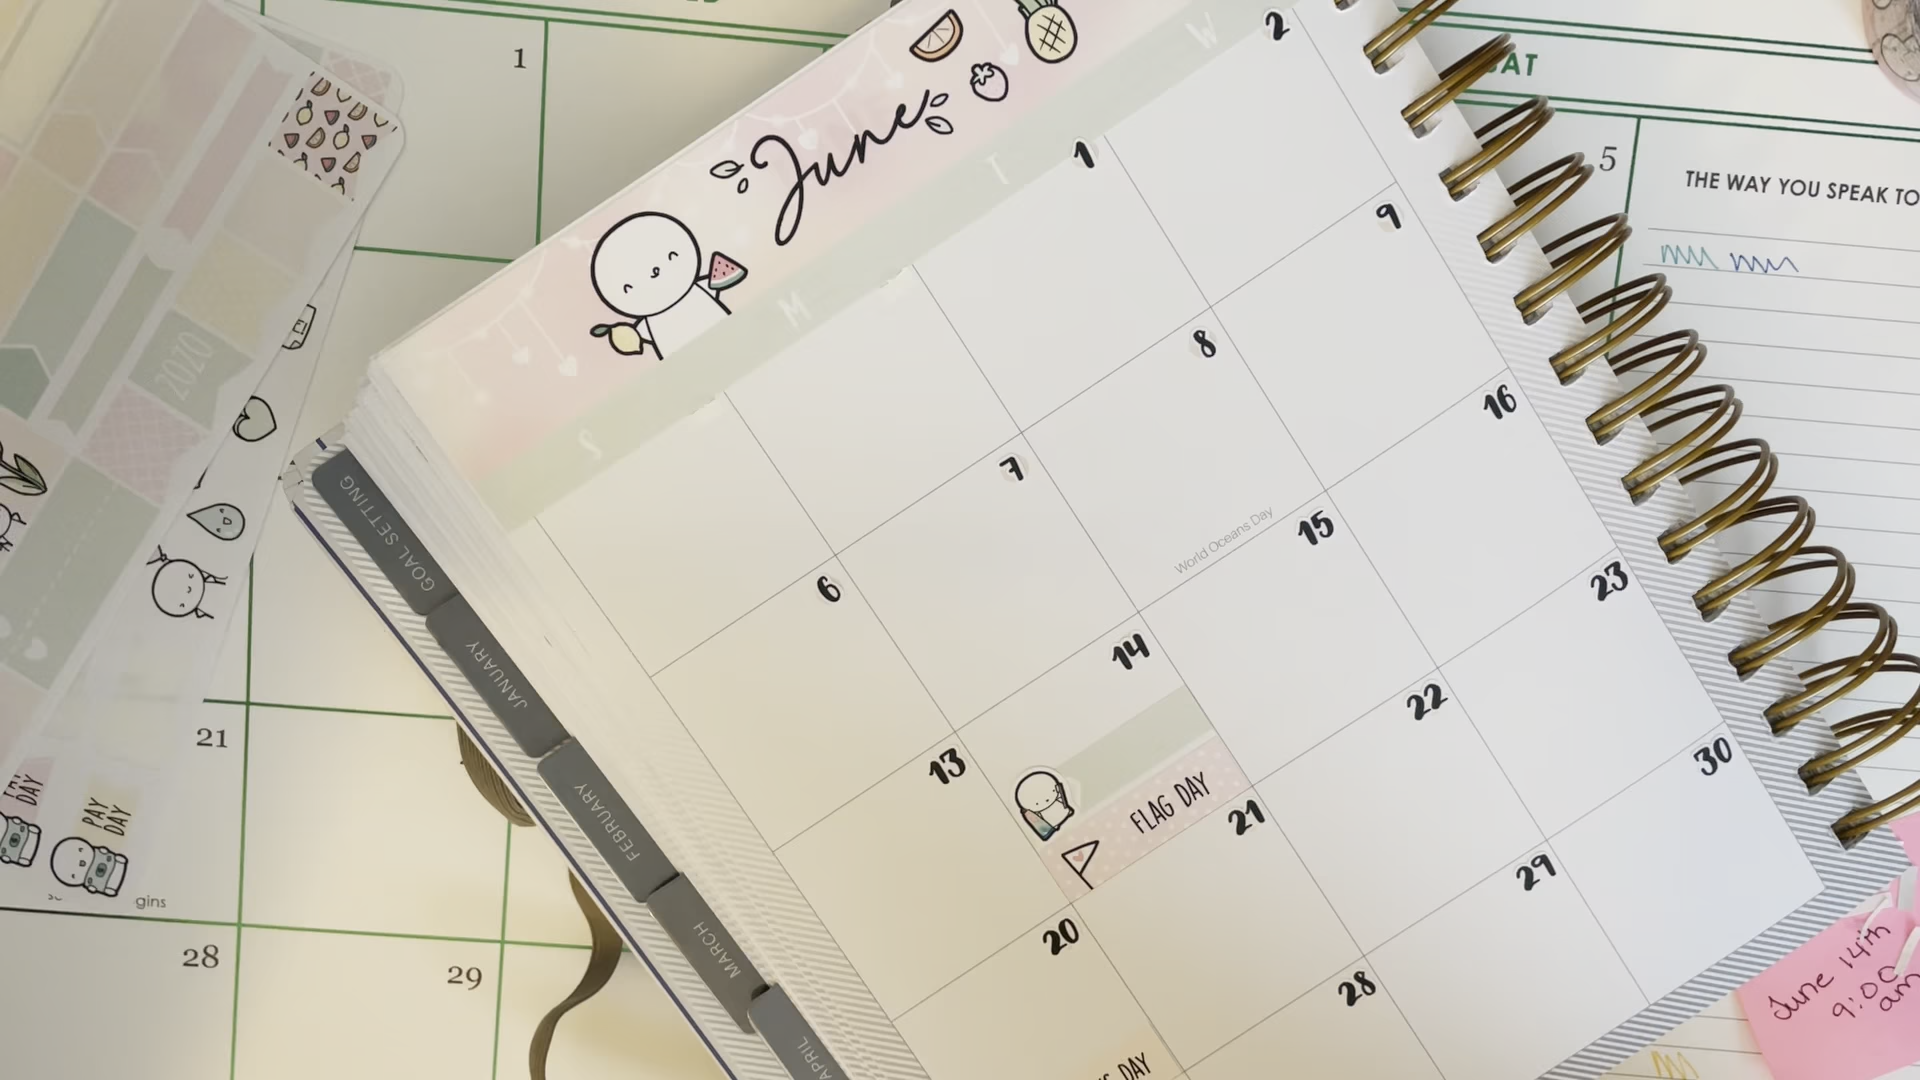 June
S
M
T
W
1
2
6
7
8
9
World Oceans Day
13
14
15
16
FLAG DAY
20
21
22
23
28
29
30
DAY
GOAL SETTING
JANUARY
FEBRUARY
MARCH
APRIL
2020
PAY
DAY
DAY
gins
1
21
28
29
5
THE WAY YOU SPEAK TO
June 14th
9:00
am